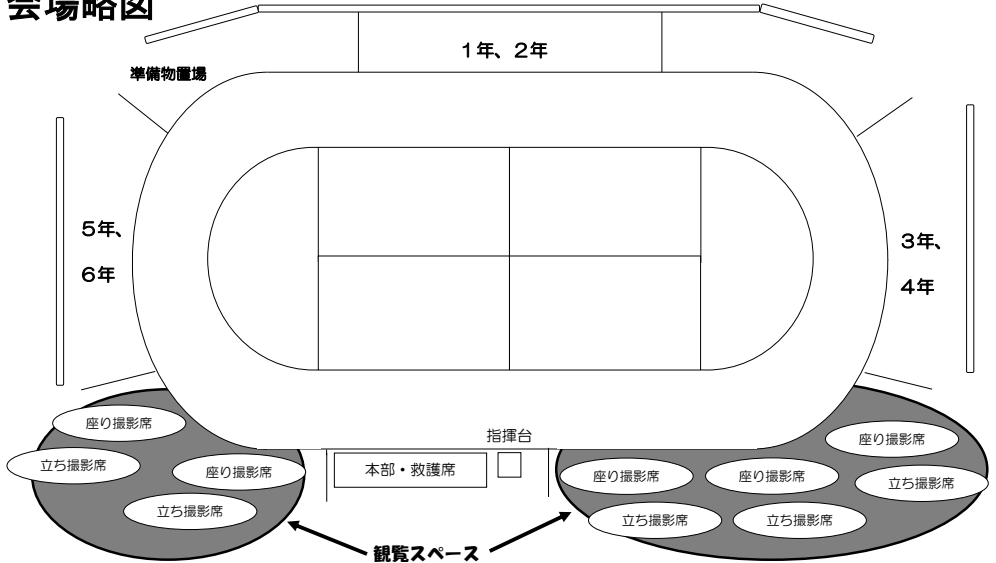 会場略図
1年、2年
準備物置場
5年、
6年
3年、
4年
指揮台
本部・救護席
座り撮影席
立ち撮影席
座り撮影席
立ち撮影席
座り撮影席
座り撮影席
座り撮影席
立ち撮影席
立ち撮影席
立ち撮影席
観覧スペース